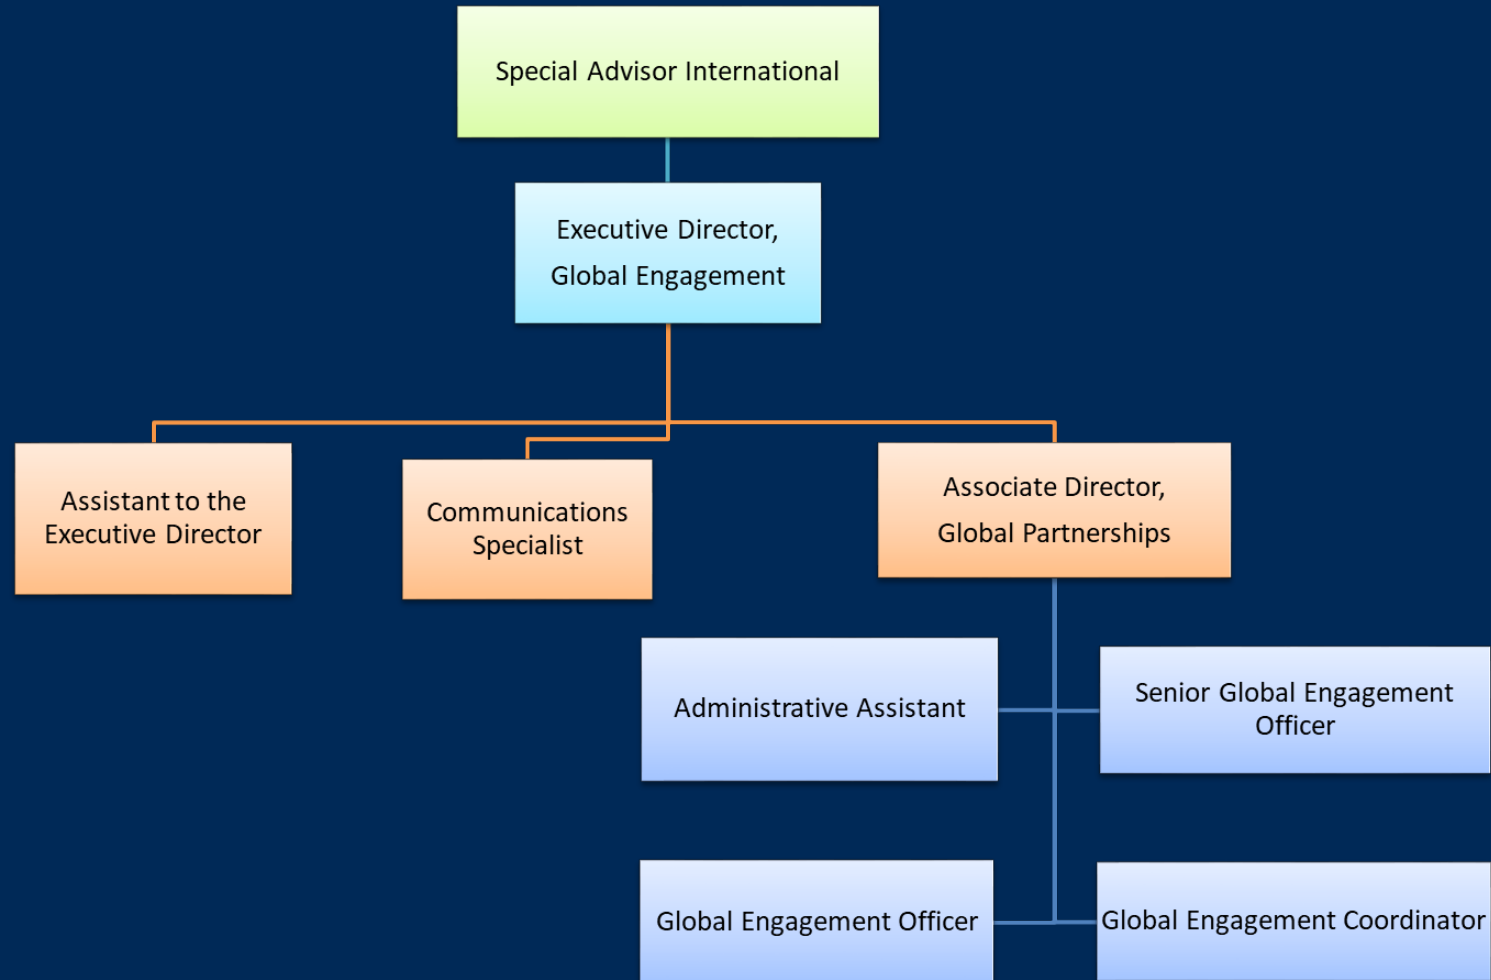 Special Advisor International
Executive Director,
Global Engagement
Assistant to the
Executive Director
Communications
Specialist
Associate Director,
Global Partnerships
Administrative Assistant
Senior Global Engagement
Officer
Global Engagement Officer
Global Engagement Coordinator